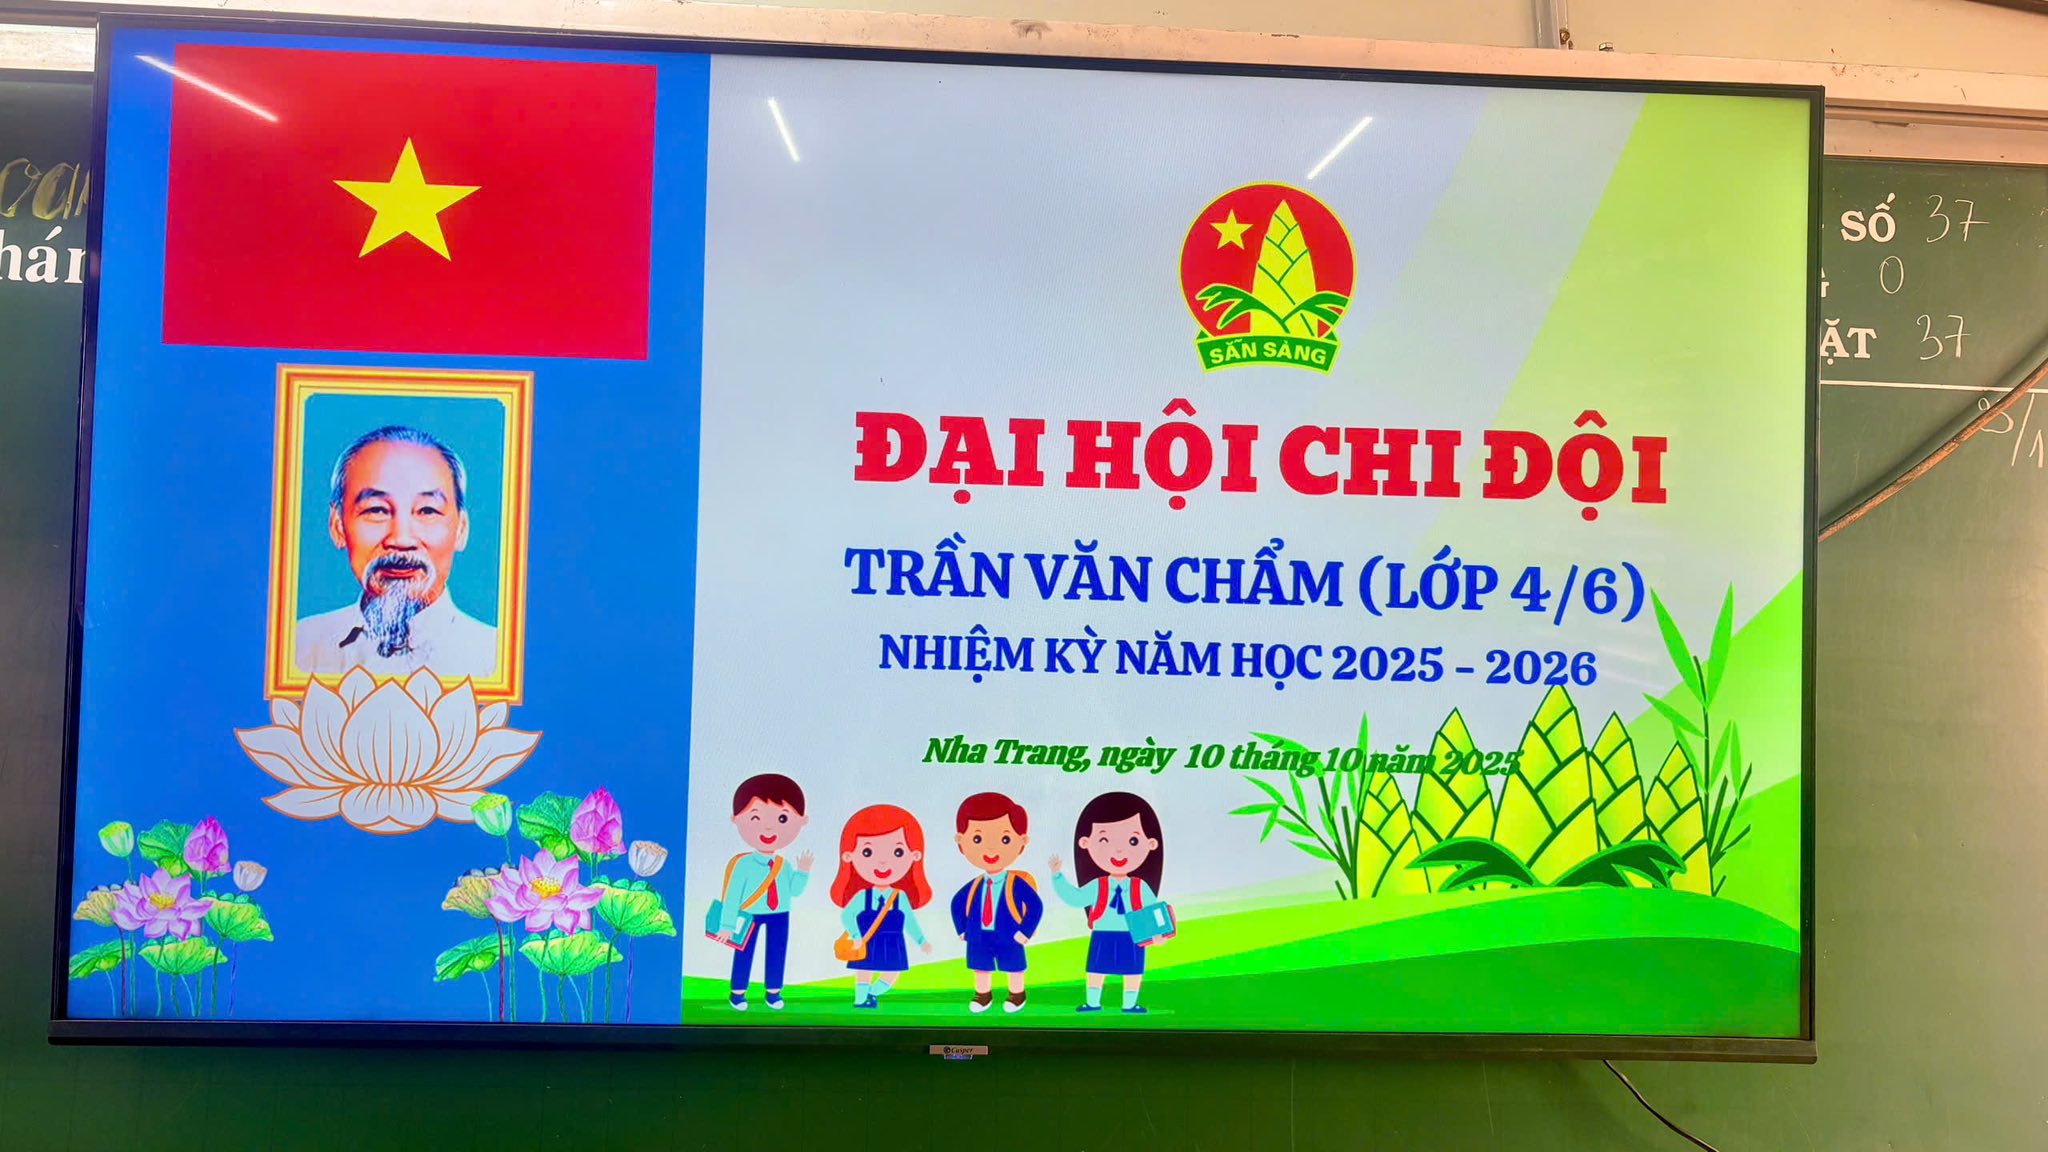 SẴN SÀNG
ĐẠI HỘI CHI ĐỘI
TRẦN VĂN CHẨM (LỚP 4/6)
NHIỆM KỲ NĂM HỌC 2025 - 2026
Nha Trang, ngày 10 tháng 10 năm 2025
Casper
SỐ 37
0
37